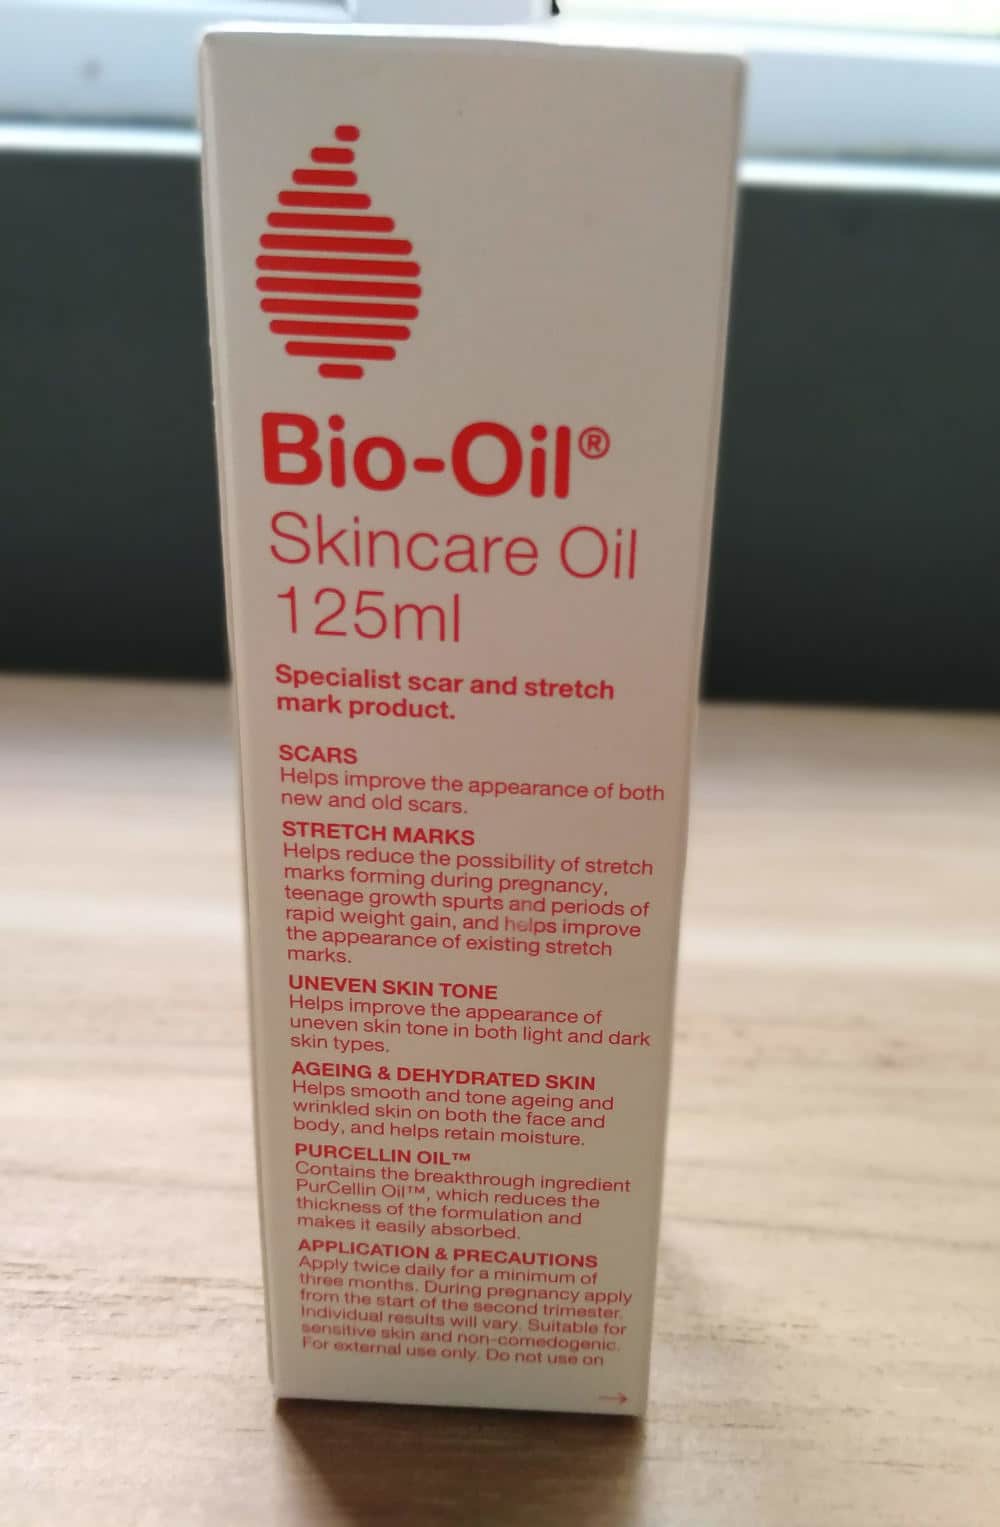 Bio-Oil®
Skincare Oil
125ml
Specialist scar and stretch
mark product.
SCARS
Helps improve the appearance of both
new and old scars.
STRETCH MARKS
Helps reduce the possibility of stretch
marks forming during pregnancy,
teenage growth spurts and periods of
rapid weight gain, and helps improve
the appearance of existing stretch
marks.
UNEVEN SKIN TONE
Helps improve the appearance of
uneven skin tone in both light and dark
skin types.
AGEING & DEHYDRATED SKIN
Helps smooth and tone ageing and
wrinkled skin on both the face and
body, and helps retain moisture.
PURCELLIN OIL™
Contains the breakthrough ingredient
PurCellin Oil™, which reduces the
thickness of the formulation and
makes it easily absorbed.
APPLICATION & PRECAUTIONS
Apply twice daily for a minimum of
three months. During pregnancy apply
from the start of the second trimester.
Individual results will vary. Suitable for
sensitive skin and non-comedogenic.
For external use only. Do not use on